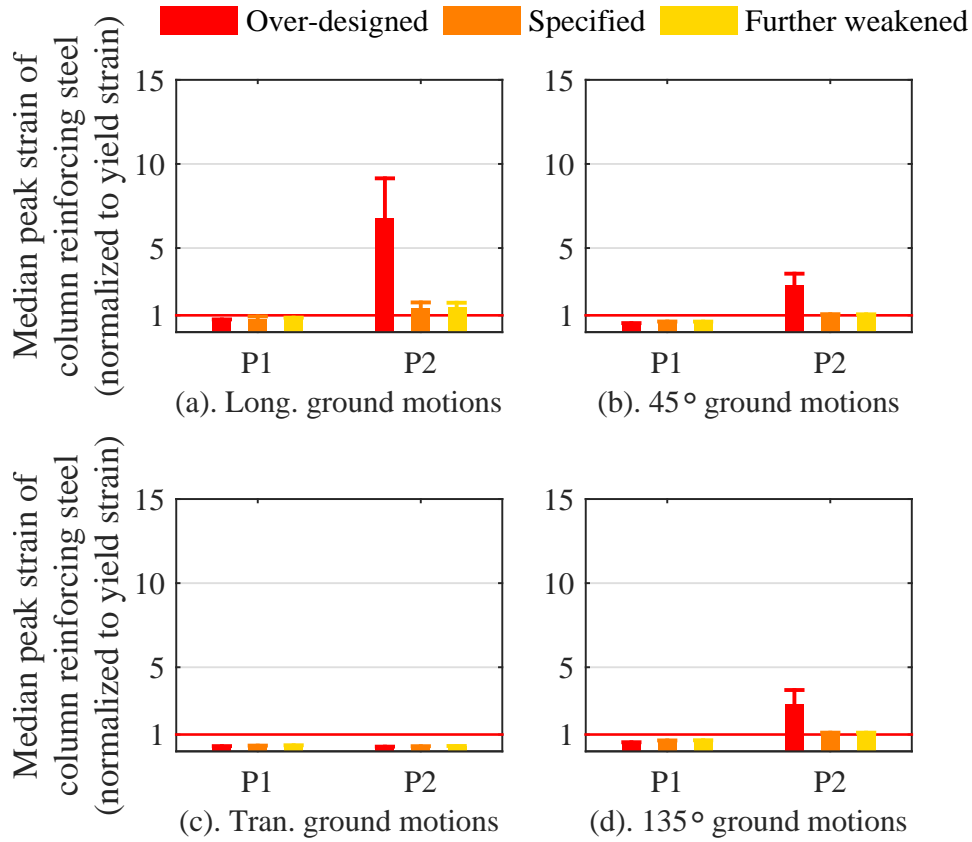 Over-designed Specified Further weakened
Median peak strain of
column reinforcing steel
(normalized to yield strain)
15
10
5
1
P1 P2
(a). Long. ground motions
15
10
5
1
P1 P2
(b). 45° ground motions
Median peak strain of
column reinforcing steel
(normalized to yield strain)
15
10
5
1
P1 P2
(c). Tran. ground motions
15
10
5
1
P1 P2
(d). 135° ground motions